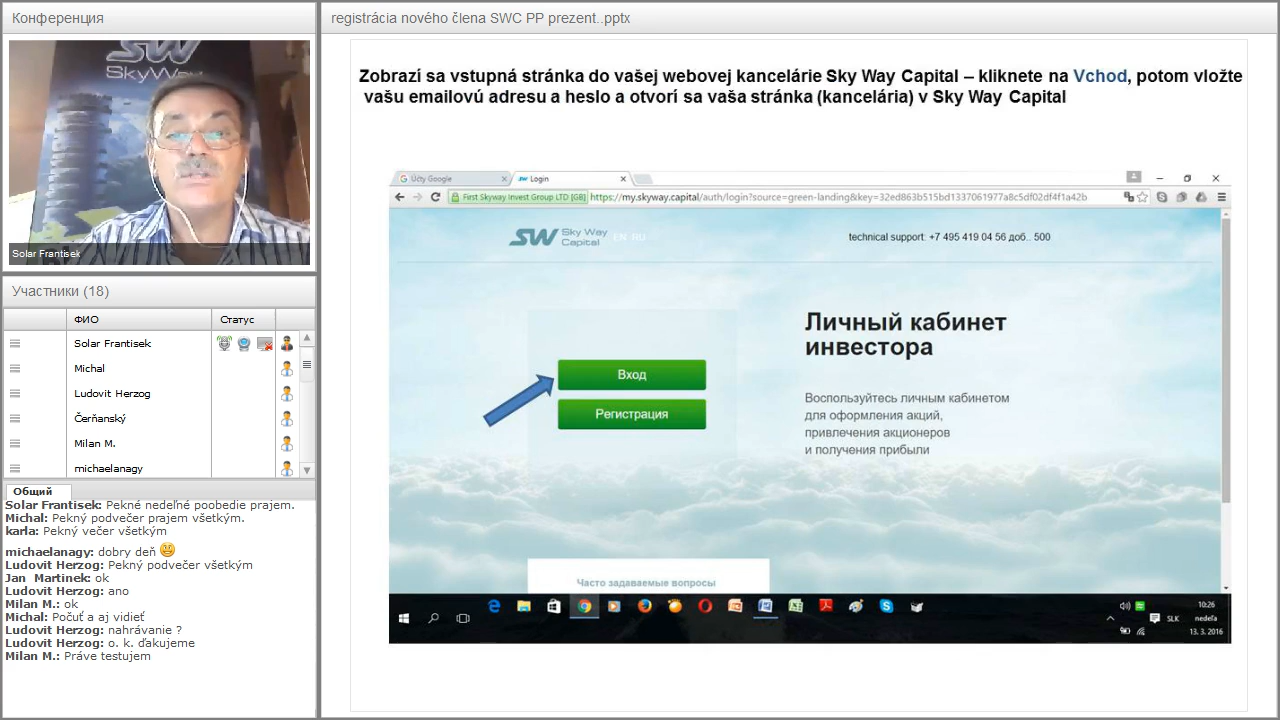 Конференция
SW
SkyWay
Solar Frantisek
Участники (18)
ФИО Статус
Solar Frantisek
Michal
Ludovit Herzog
Čerňanský
Milan M.
michaelanagy
Общий
Solar Frantisek: Pekné nedeľné poobedie prajem.
Michal: Pekný podvečer prajem všetkým.
karla: Pekný večer všetkým
michaelanagy: dobry deň
Ludovit Herzog: Pekný podvečer všetkým
Jan Martinek: ok
Ludovit Herzog: ano
Milan M.: ok
Michal: Počuť a aj vidieť
Ludovit Herzog: nahrávanie ?
Ludovit Herzog: o. k. ďakujeme
Milan M.: Práve testujem
registrácia nového člena SWC PP prezent..pptx
Zobrazí sa vstupná stránka do vašej webovej kancelárie Sky Way Capital – kliknete na Vchod, potom vložte
vašu emailovú adresu a heslo a otvorí sa vaša stránka (kancelária) v Sky Way Capital
Účty Google
Login
First Skyway Invest Group LTD [GB] https://my.skyway.capital/auth/login?source=green-landing&key=32ed863b515bd1337061977a8c5df02df4f1a42b
SW Sky Way
Capital
EN RU
technical support: +7 495 419 04 56 доб.. 500
Личный кабинет
инвестора
Вход
Регистрация
Воспользуйтесь личным кабинетом
для оформления акций,
привлечения акционеров
и получения прибыли
Часто задаваемые вопросы
10:26
SLK nedeľa
13. 3. 2016